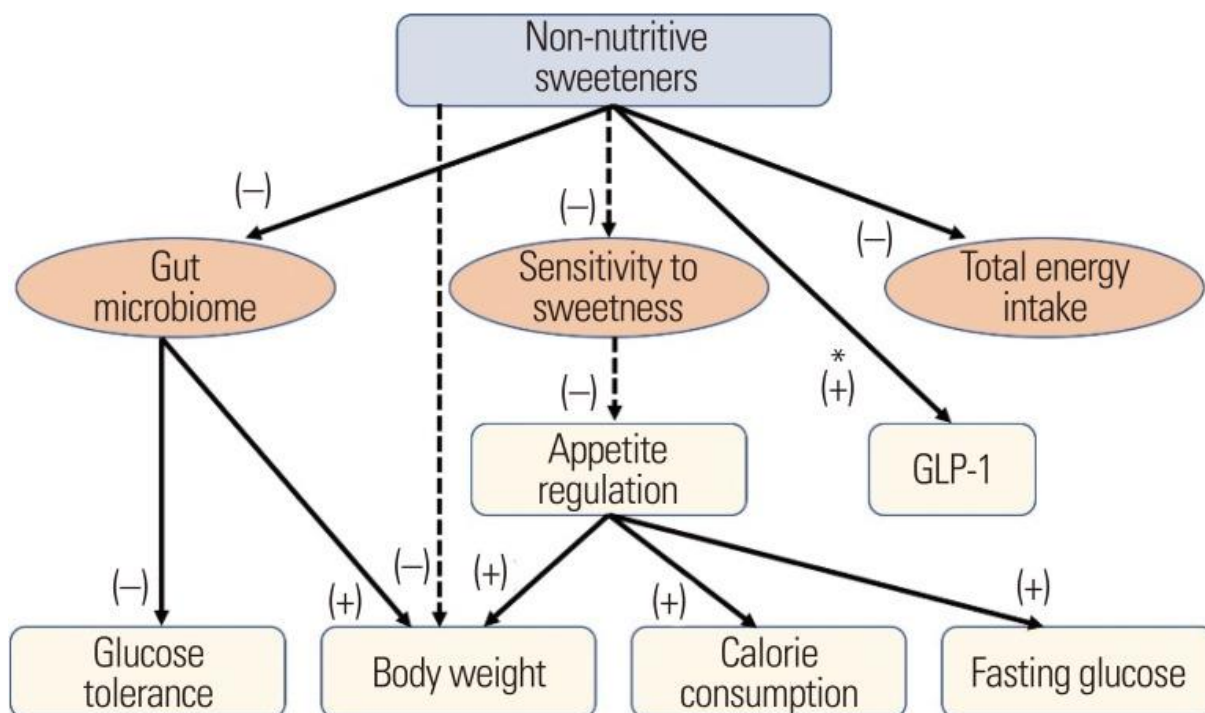 Non-nutritive
sweeteners
(–)
(–)
(–)
Gut
microbiome
Sensitivity to
sweetness
Total energy
intake
*
(+)
(–)
Appetite
regulation
GLP-1
(–)
(+)
(–)
(+)
(+)
(+)
Glucose
tolerance
Body weight
Calorie
consumption
Fasting glucose